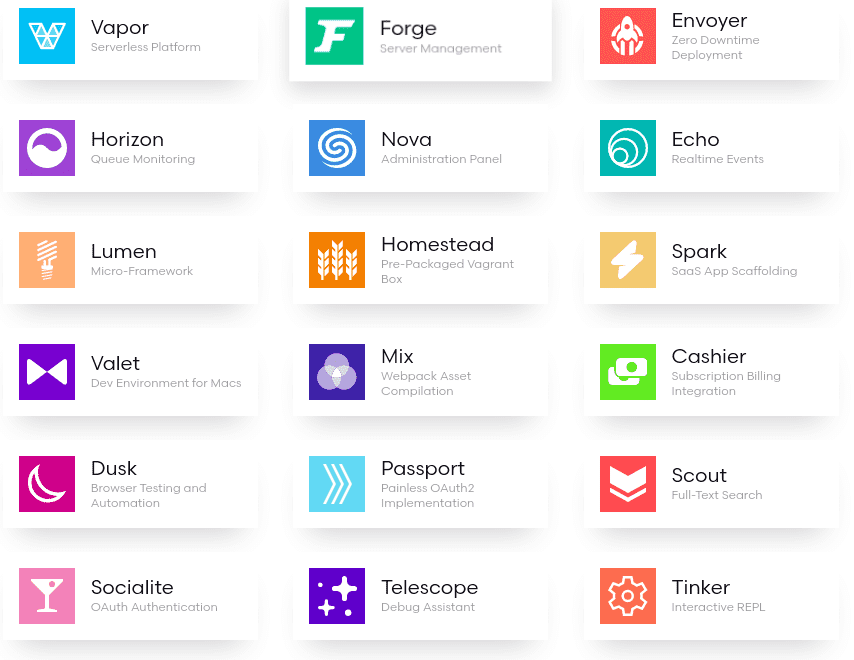 Vapor
Serverless Platform
Forge
Server Management
Envoyer
Zero Downtime
Deployment
Horizon
Queue Monitoring
Nova
Administration Panel
Echo
Realtime Events
Lumen
Micro-Framework
Homestead
Pre-Packaged Vagrant
Box
Spark
SaaS App Scaffolding
Valet
Dev Environment for Macs
Mix
Webpack Asset
Compilation
Cashier
Subscription Billing
Integration
Dusk
Browser Testing and
Automation
Passport
Painless OAuth2
Implementation
Scout
Full-Text Search
Socialite
OAuth Authentication
Telescope
Debug Assistant
Tinker
Interactive REPL